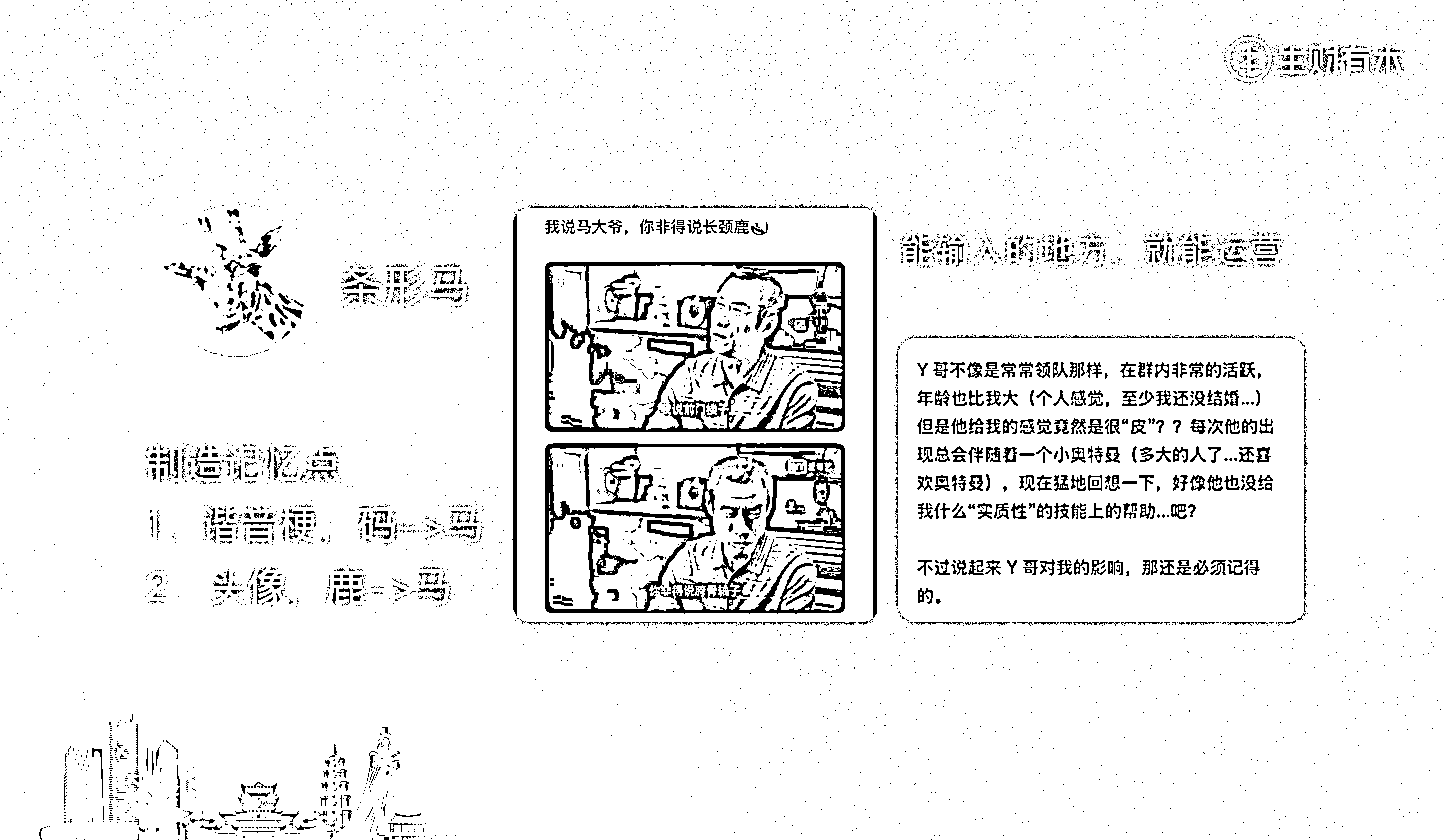 生财有术
条形马
制造记忆点
1、谐音梗,码-->马
2、头像,鹿-->马
我说马大爷,你非得说长颈鹿
能输入的地方,就能运营
Y 哥不像是常常领队那样,在群内非常的活跃,
年龄也比我大(个人感觉,至少我还没结婚...)
但是他给我的感觉竟然是很“皮”？？每次他的出
现总会伴随着一个小奥特曼(多大的人了...还喜
欢奥特曼),现在猛地回想一下,好像他也没给
我什么“实质性”的技能上的帮助...吧?
不过说起来 Y 哥对我的影响,那还是必须记得
的。